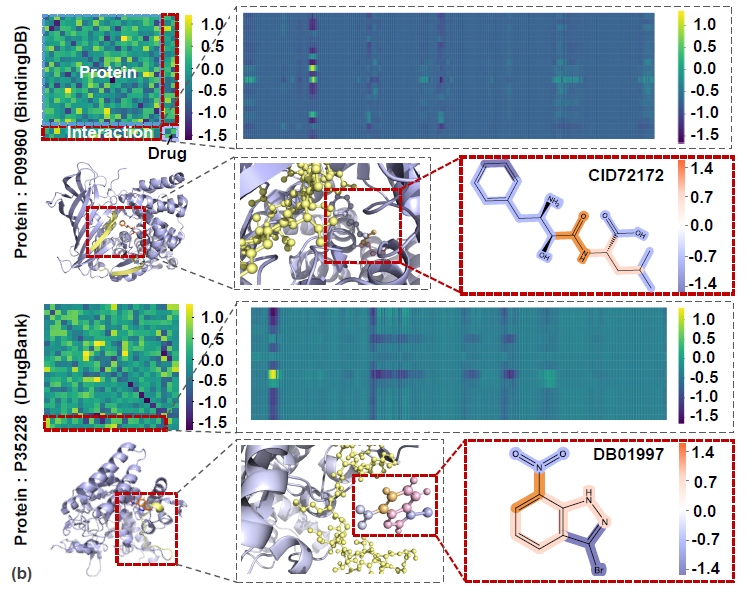 Protein : P09960 (BindingDB)
Protein
Interaction
Drug
1.0
0.5
0.0
-0.5
-1.0
-1.5
1.0
0.5
0.0
-0.5
-1.0
-1.5
CID72172
NH₂
OH
O
N
H
O
OH
1.4
0.7
0.0
-0.7
-1.4
Protein : P35228 (DrugBank)
1.0
0.5
0.0
-0.5
-1.0
-1.5
1.0
0.5
0.0
-0.5
-1.0
-1.5
DB01997
O
N
O
H
N
N
Br
1.4
0.7
0.0
-0.7
-1.4
(b)